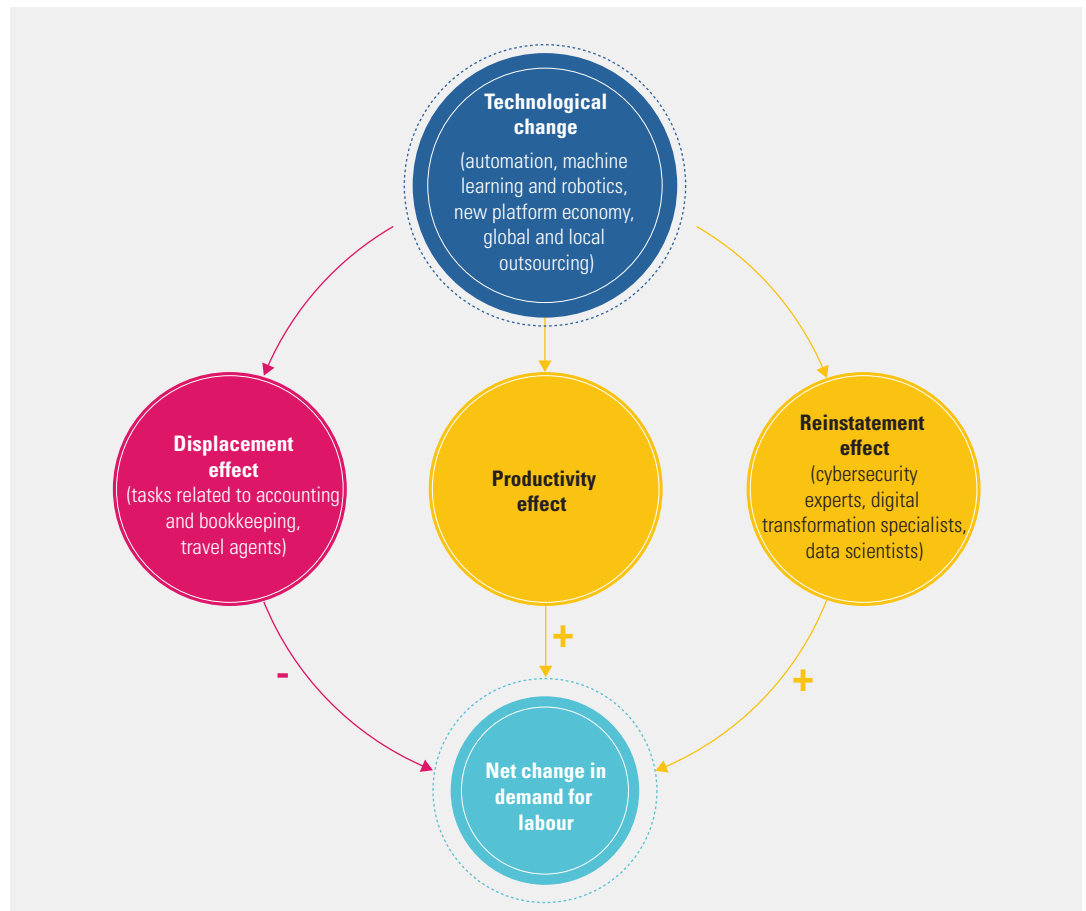 Technological
change
(automation, machine
learning and robotics,
new platform economy,
global and local
outsourcing)
Displacement
effect
(tasks related to accounting
and bookkeeping,
travel agents)
Productivity
effect
Reinstatement
effect
(cybersecurity
experts, digital
transformation specialists,
data scientists)
-
+
+
Net change in
demand for
labour